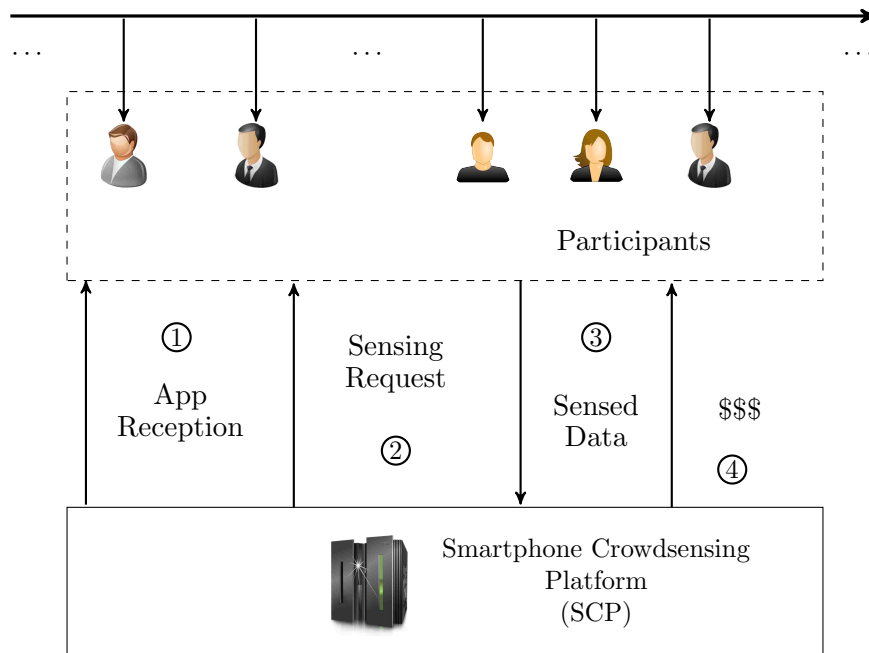 ... ... ...
Participants
①
App
Reception
Sensing
Request
②
③
Sensed
Data
$$$
④
Smartphone Crowdsensing
Platform
(SCP)